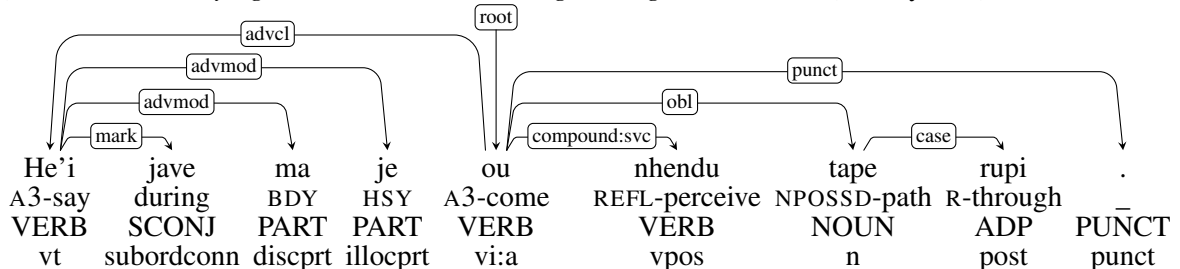 root
advcl
advmod
punct
advmod
obl
mark
compound:svc
case
He'i jave ma je ou nhendu tape rupi .
A3-say during BDY HSY A3-come REFL-perceive NPOSSD-path R-through _
VERB SCONJ PART PART VERB VERB NOUN ADP PUNCT
vt subordconn discprt illocprt vi:a vpos n post punct